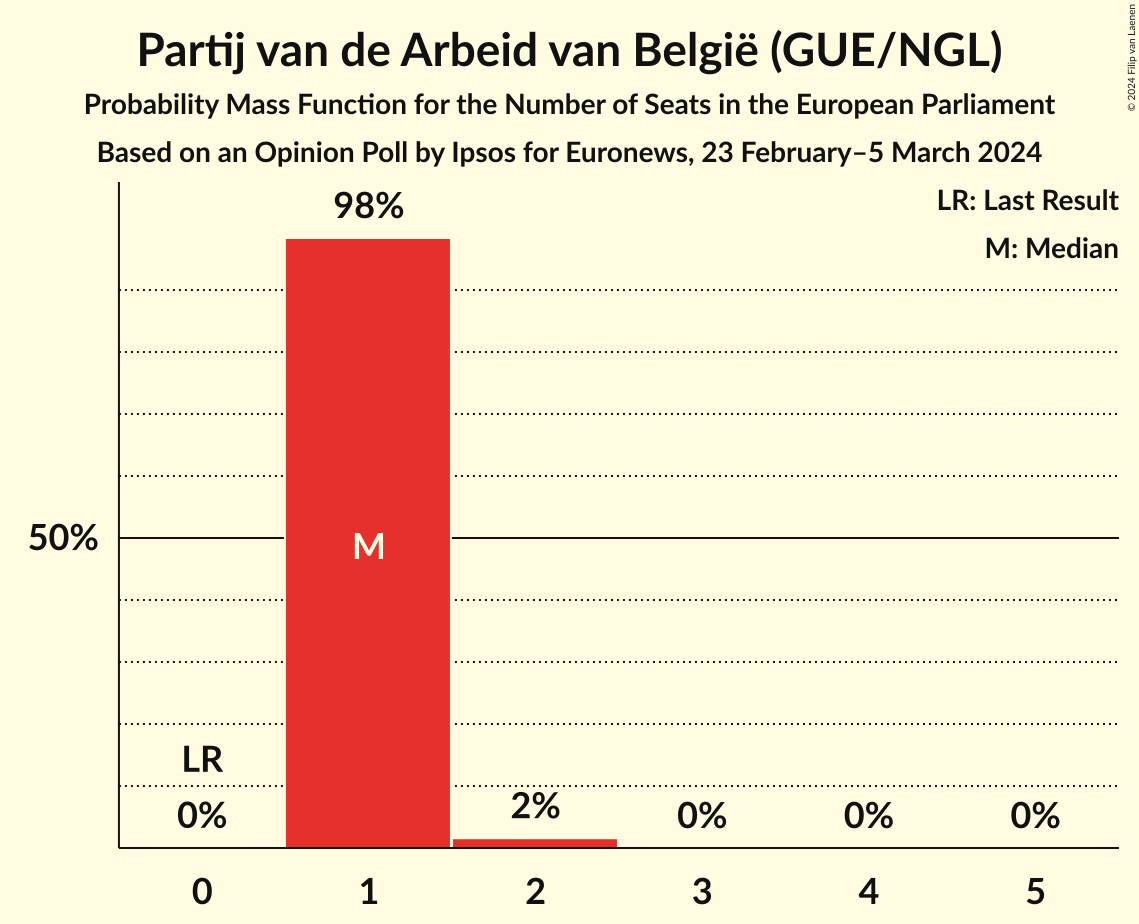 Partij van de Arbeid van België (GUE/NGL)
Probability Mass Function for the Number of Seats in the European Parliament
Based on an Opinion Poll by Ipsos for Euronews, 23 February–5 March 2024
© 2024 Filip van Laenen
LR: Last Result
M: Median
98%
50%
M
LR
0%
2%
0%
0%
0%
0
1
2
3
4
5